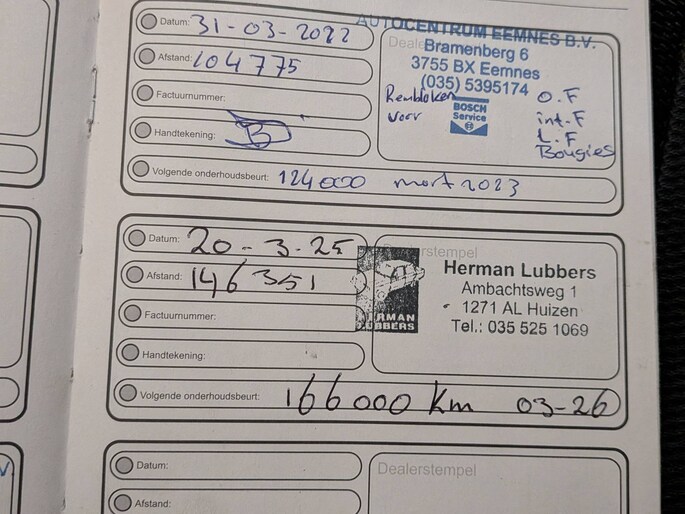 Datum: 31-03-2022
Afstand: 104775
Factuurnummer:
Handtekening:
Volgende onderhoudsbeurt: 124000 mart 2023
AUTOCENTRUM EEMNES B.V.
Bramenberg 6
3755 BX Eemnes
(035) 5395174
Remblokken
voor
BOSCH
Service
O.F
int.F
L.F
Bougies
Datum: 20-3-25
Afstand: 146351
Factuurnummer:
Handtekening:
Volgende onderhoudsbeurt: 166000 km 03-26
Dealerstempel
HERMAN
LUBBERS
Herman Lubbers
Ambachtsweg 1
1271 AL Huizen
Tel.: 035 525 1069
Datum:
Afstand:
Dealerstempel